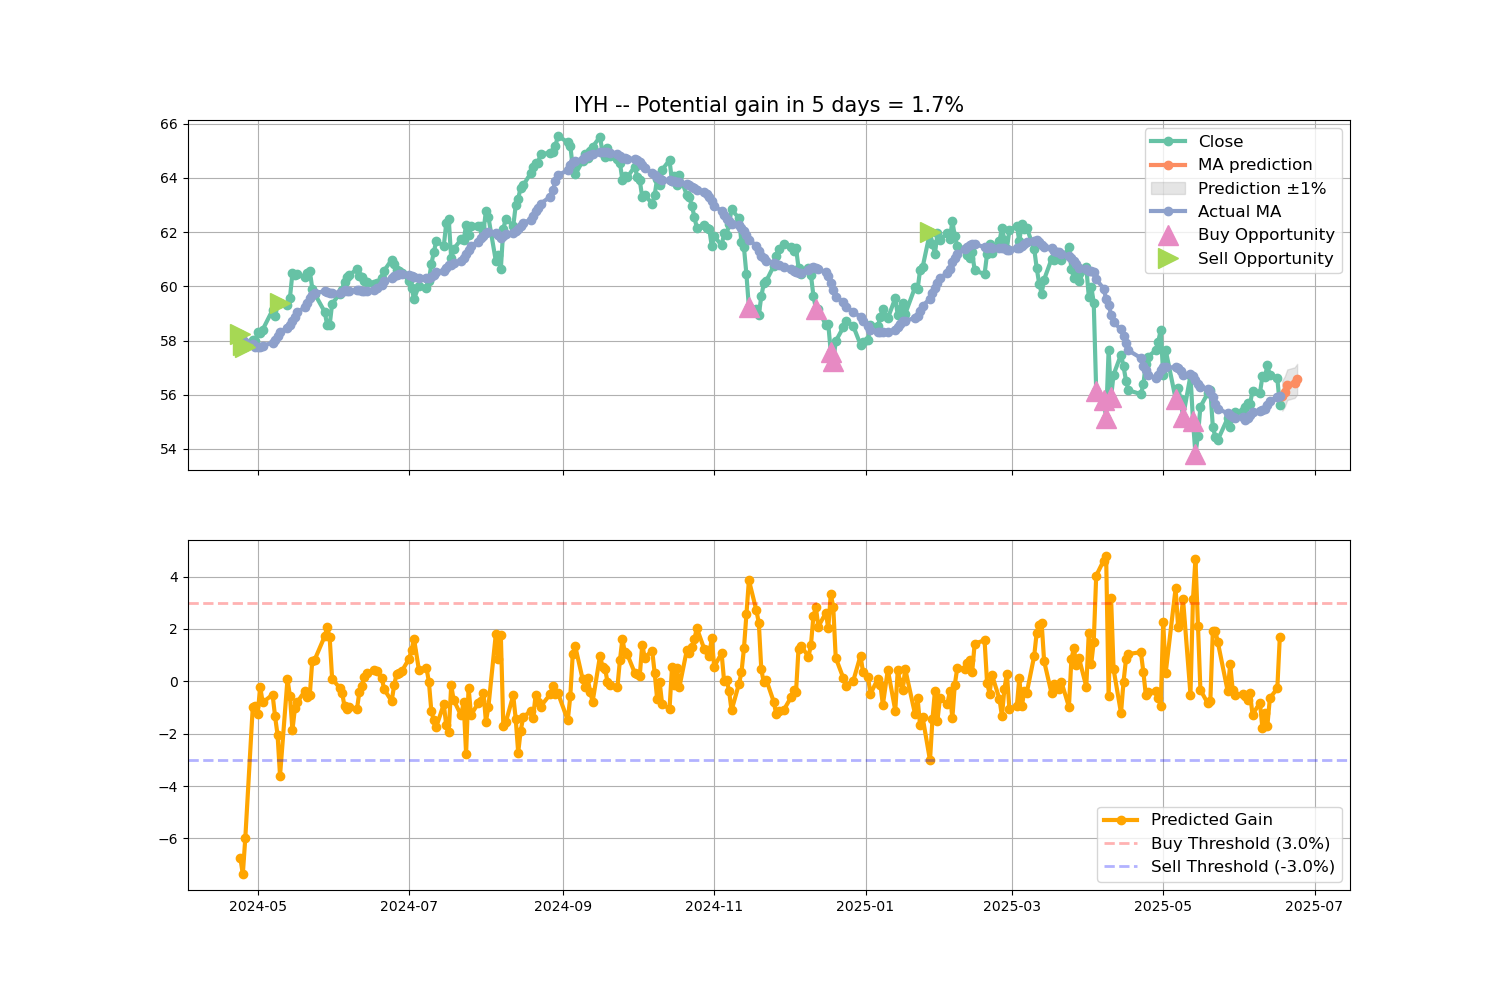 IYH -- Potential gain in 5 days = 1.7%
66
64
62
60
58
56
54
Close
MA prediction
Prediction ±1%
Actual MA
Buy Opportunity
Sell Opportunity
4
2
0
−2
−4
−6
Predicted Gain
Buy Threshold (3.0%)
Sell Threshold (-3.0%)
2024-05 2024-07 2024-09 2024-11 2025-01 2025-03 2025-05 2025-07